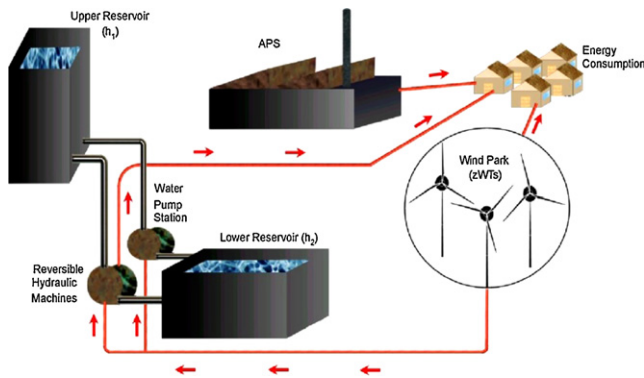 Upper Reservoir
(h₁)
APS
Energy
Consumption
Wind Park
(zWTs)
Water
Pump
Station
Lower Reservoir (h₂)
Reversible
Hydraulic
Machines